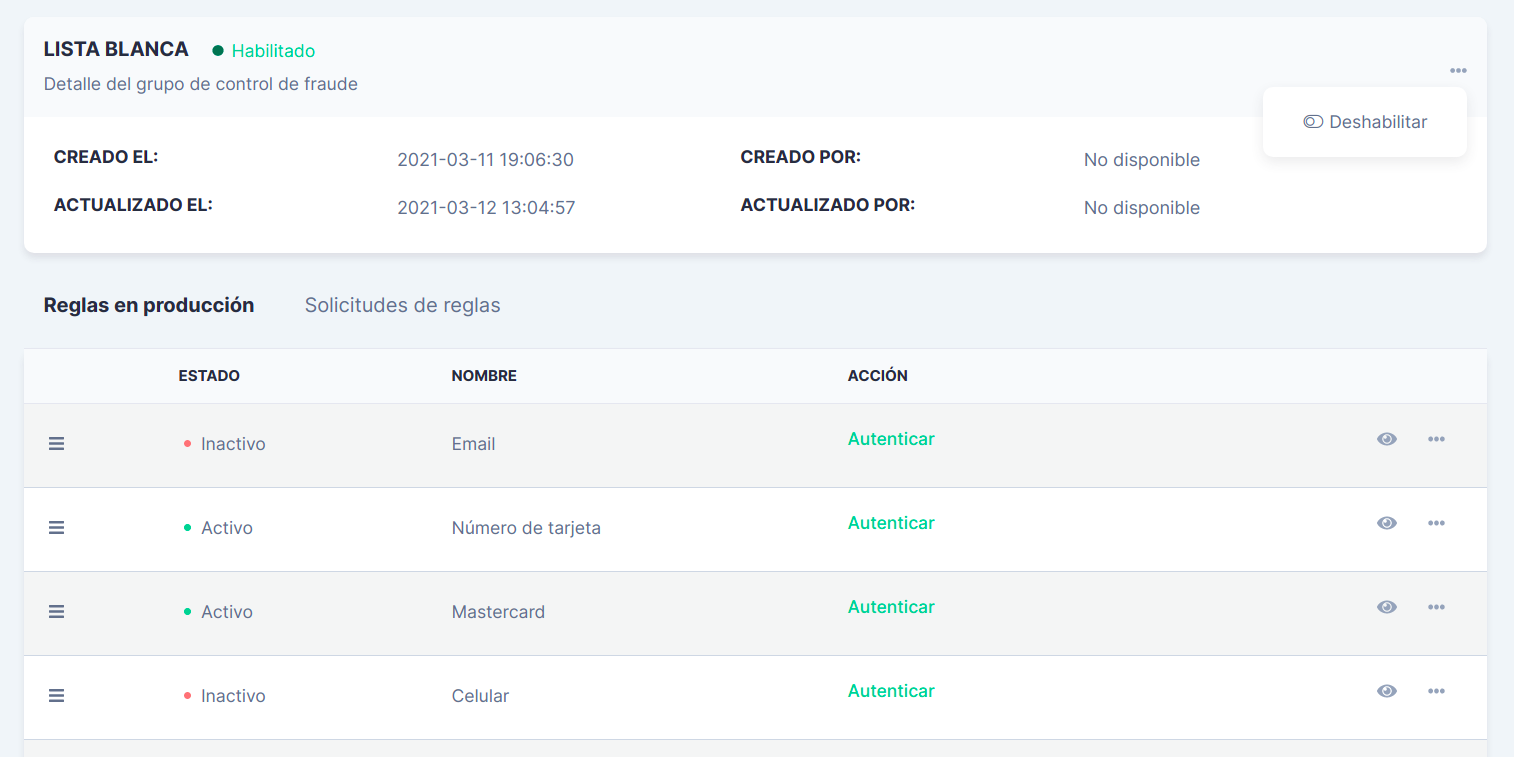 LISTA BLANCA Habilitado
Detalle del grupo de control de fraude
Deshabilitar
CREADO EL: 2021-03-11 19:06:30 CREADO POR: No disponible
ACTUALIZADO EL: 2021-03-12 13:04:57 ACTUALIZADO POR: No disponible
Reglas en producción Solicitudes de reglas
ESTADO NOMBRE ACCIÓN
Inactivo Email Autenticar
Activo Número de tarjeta Autenticar
Activo Mastercard Autenticar
Inactivo Celular Autenticar